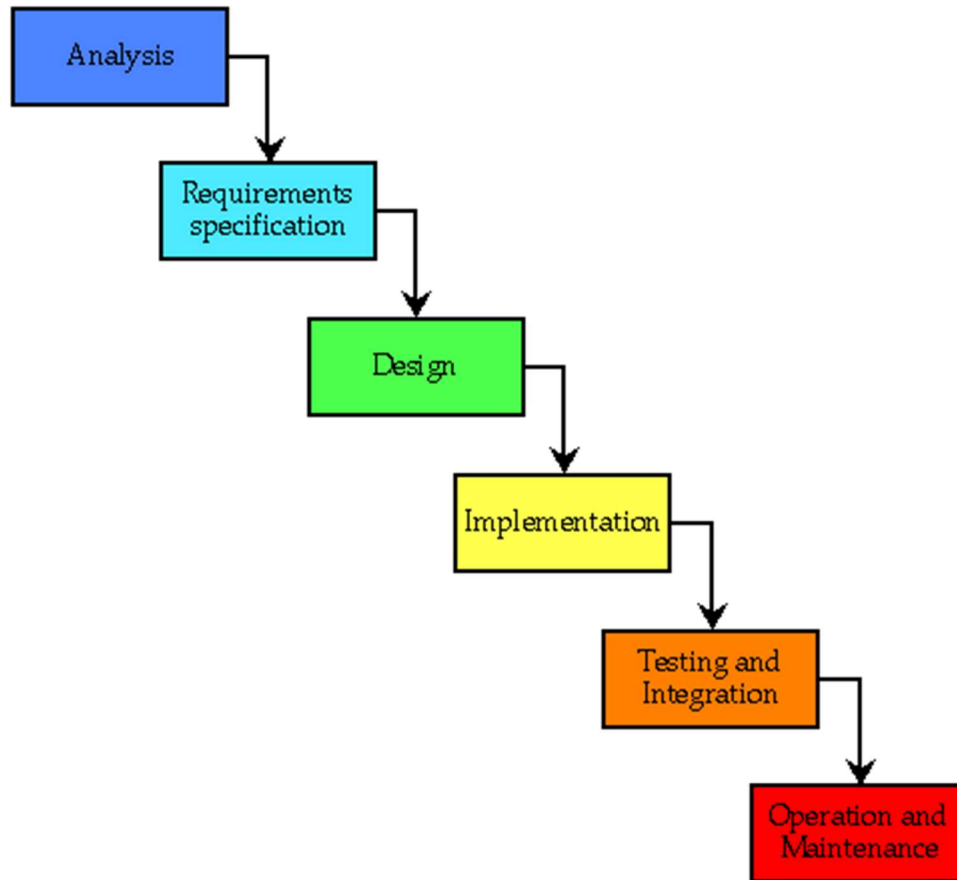 Analysis
Requirements
specification
Design
Implementation
Testing and
Integration
Operation and
Maintenance